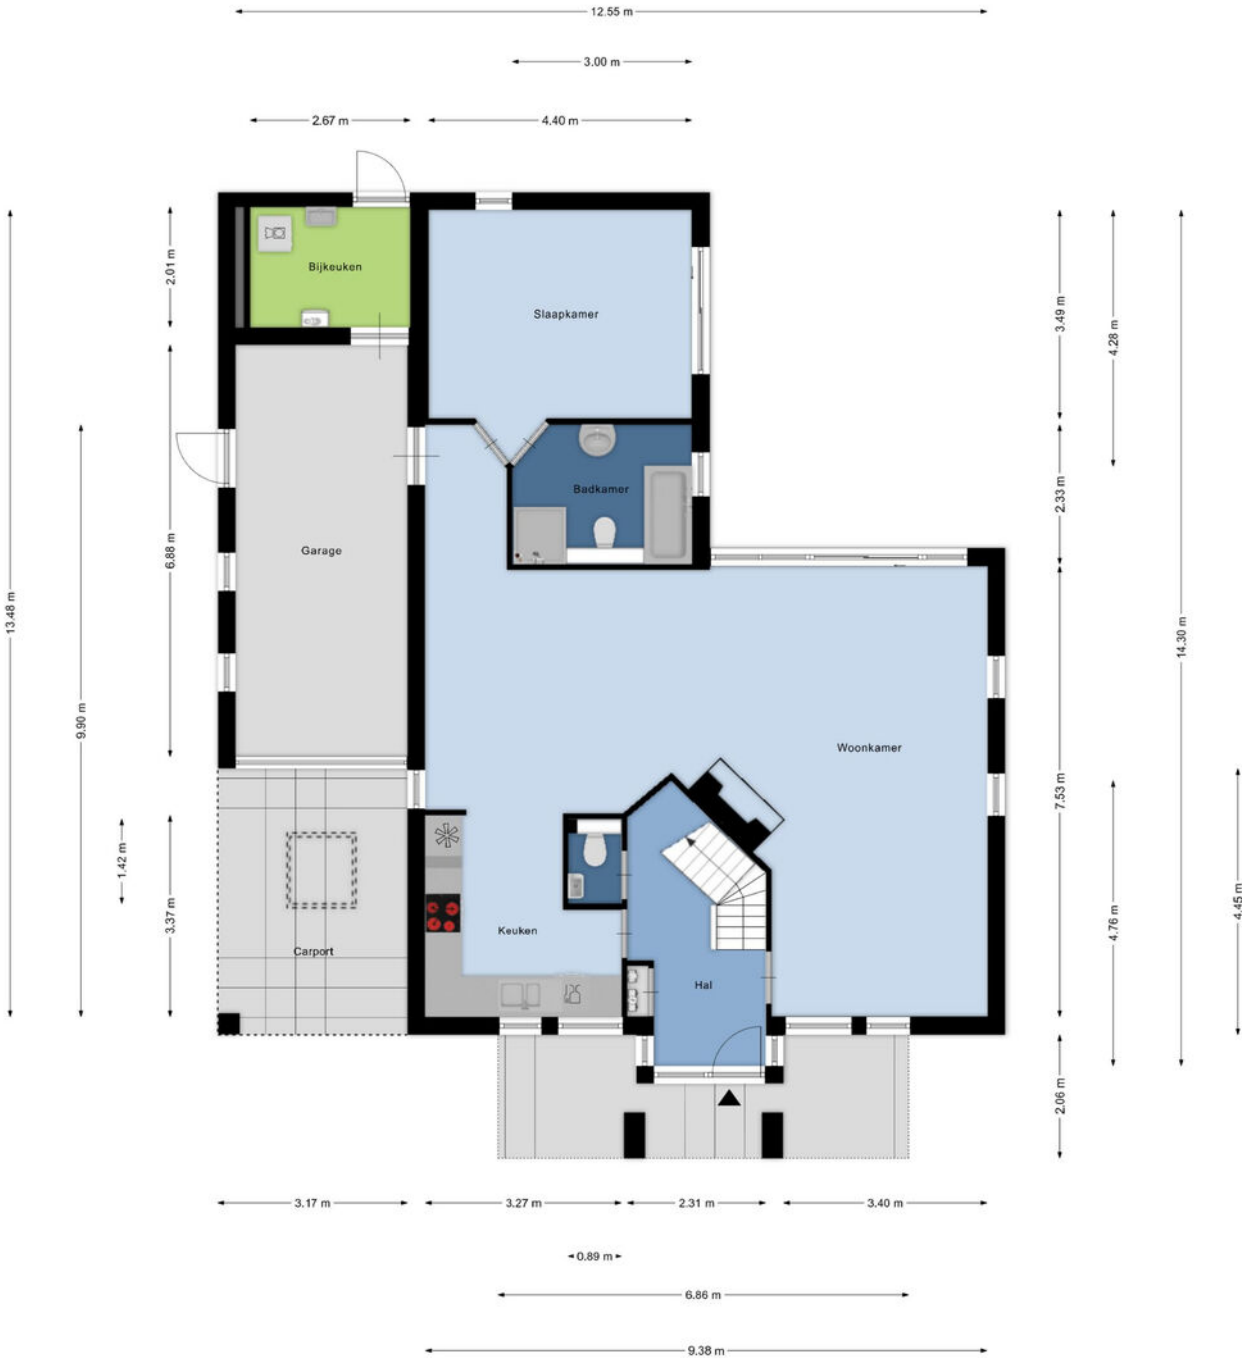 12.55 m
3.00 m
2.67 m
4.40 m
Bijkeuken
2.01 m
Slaapkamer
3.49 m
4.28 m
Badkamer
2.33 m
Garage
6.88 m
13.48 m
14.30 m
9.90 m
Woonkamer
7.53 m
1.42 m
3.37 m
Keuken
4.76 m
4.45 m
Carport
Hal
2.06 m
3.17 m
3.27 m
2.31 m
3.40 m
0.89 m
6.86 m
9.38 m